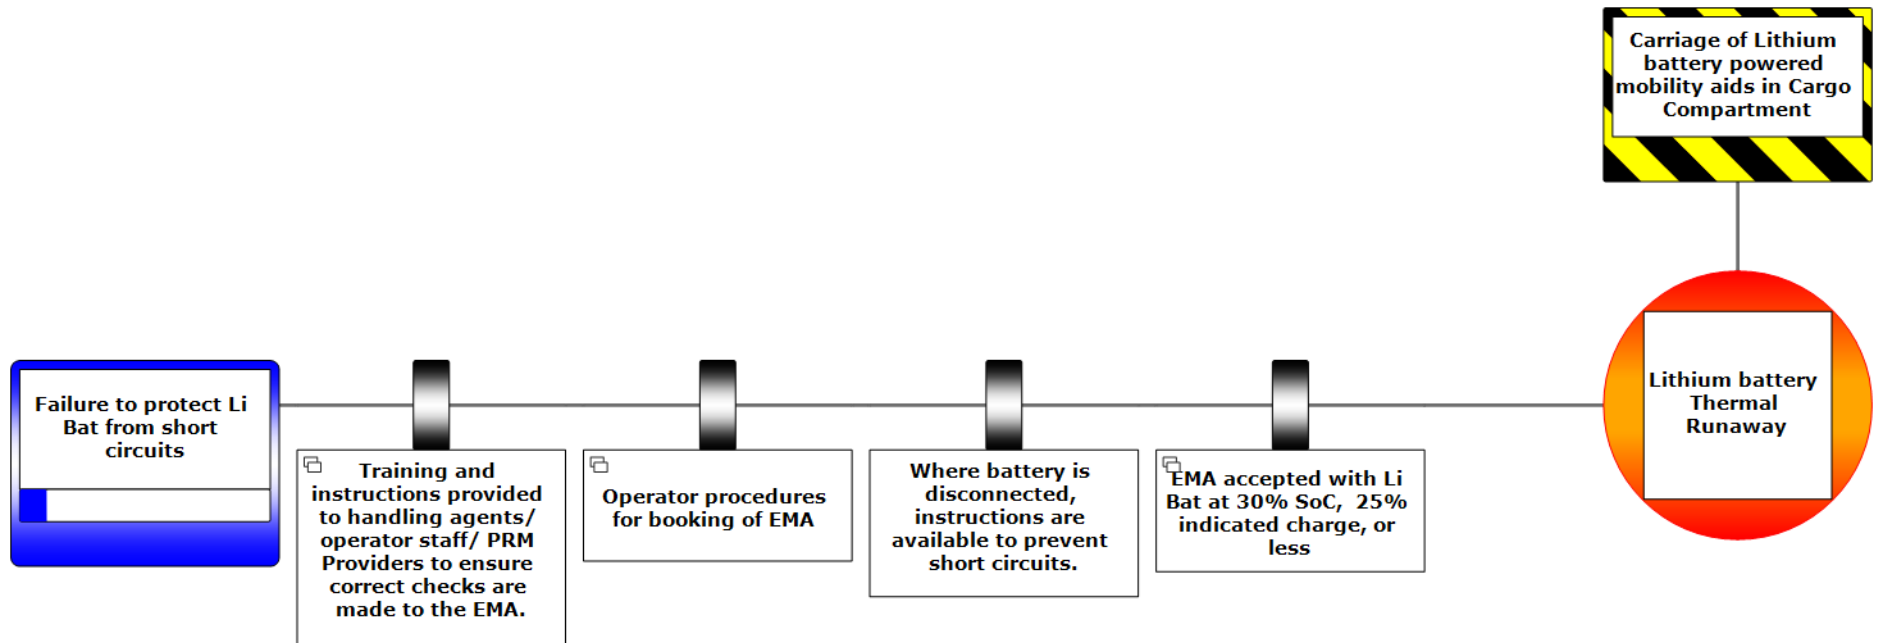 Carriage of Lithium
battery powered
mobility aids in Cargo
Compartment
Failure to protect Li
Bat from short
circuits
Training and
instructions provided
to handling agents/
operator staff/ PRM
Providers to ensure
correct checks are
made to the EMA.
Operator procedures
for booking of EMA
Where battery is
disconnected,
instructions are
available to prevent
short circuits.
EMA accepted with Li
Bat at 30% SoC, 25%
indicated charge, or
less
Lithium battery
Thermal
Runaway